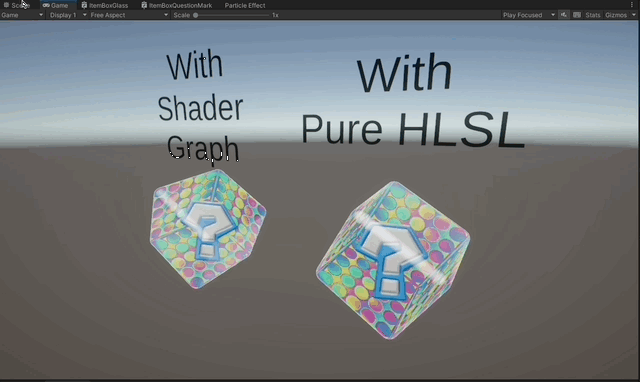 Scene Game ItemBoxGlass ItemBoxQuestionMark Particle Effect
Game Display 1 Free Aspect Scale 1x Play Focused Stats Gizmos
With
Shader
Graph
With
Pure HLSL
?
?